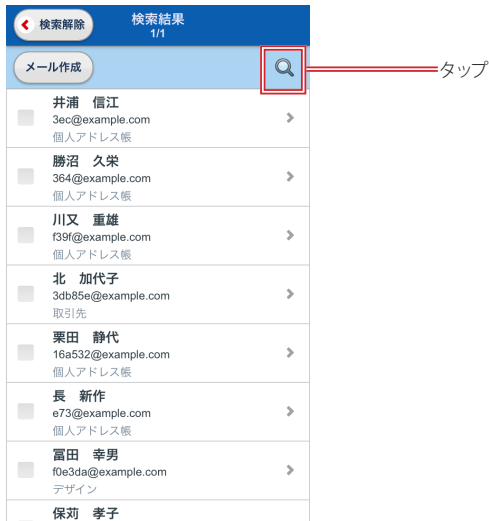 検索解除
検索結果
1/1
メール作成
タップ
井浦　信江
3ec@example.com
個人アドレス帳
勝沼　久栄
364@example.com
個人アドレス帳
川又　重雄
f39f@example.com
個人アドレス帳
北　加代子
3db85e@example.com
取引先
栗田　静代
16a532@example.com
個人アドレス帳
長　新作
e73@example.com
個人アドレス帳
冨田　幸男
f0e3da@example.com
デザイン
保苅　孝子